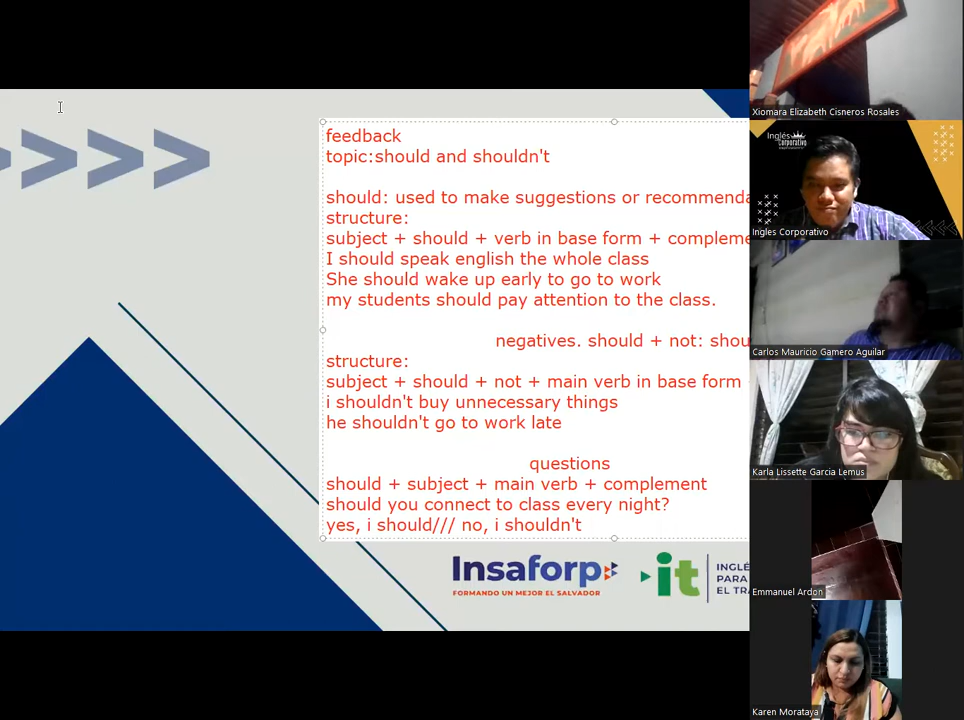 feedback
topic:should and shouldn't
should: used to make suggestions or recommenda
structure:
subject + should + verb in base form + compleme
I should speak english the whole class
She should wake up early to go to work
my students should pay attention to the class.
negatives. should + not: shou
structure:
subject + should + not + main verb in base form
i shouldn't buy unnecessary things
he shouldn't go to work late
questions
should + subject + main verb + complement
should you connect to class every night?
yes, i should/// no, i shouldn't
Insaforp
FORMANDO UN MEJOR EL SALVADOR
it
INGLÉ
PARA
EL TRA
Xiomara Elizabeth Cisneros Rosales
Inglés
Corporativo
Ingles Corporativo
Carlos Mauricio Gamero Aguilar
Karla Lissette Garcia Lemus
Emmanuel Ardon
Karen Morataya